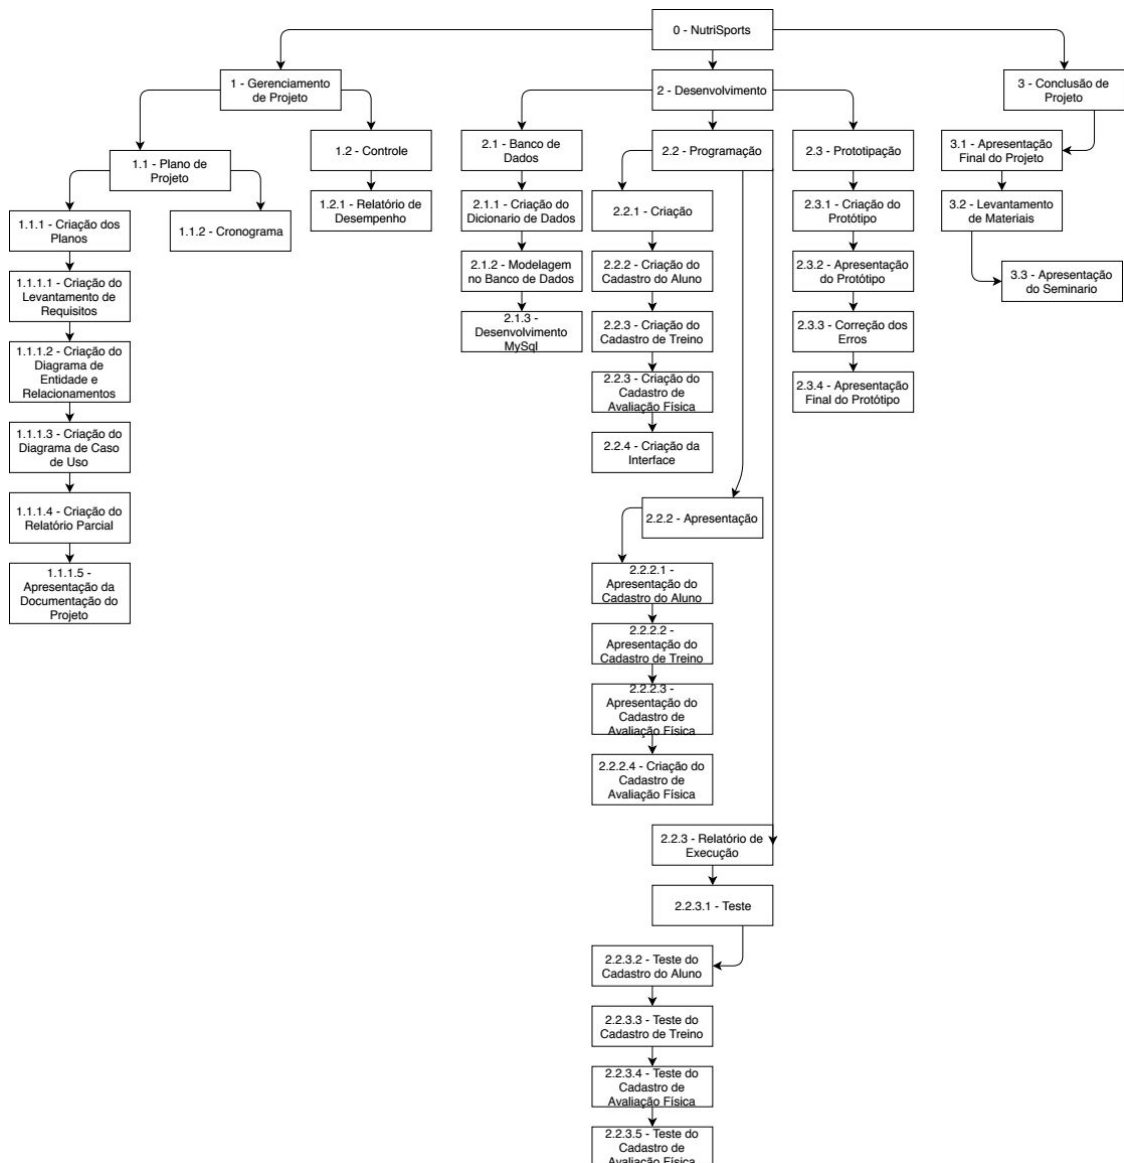 0 - NutriSports
1 - Gerenciamento
de Projeto
2 - Desenvolvimento
3 - Conclusão de
Projeto
1.1 - Plano de
Projeto
1.2 - Controle
2.1 - Banco de
Dados
2.2 - Programação
2.3 - Prototipação
3.1 - Apresentação
Final do Projeto
1.1.1 - Criação dos
Planos
1.1.2 - Cronograma
1.2.1 - Relatório de
Desempenho
2.1.1 - Criação do
Dicionario de Dados
2.2.1 - Criação
2.3.1 - Criação do
Protótipo
3.2 - Levantamento
de Materiais
1.1.1.1 - Criação do
Levantamento de
Requisitos
2.1.2 - Modelagem
no Banco de Dados
2.2.2 - Criação do
Cadastro do Aluno
2.3.2 - Apresentação
do Protótipo
3.3 - Apresentação
do Seminario
1.1.1.2 - Criação do
Diagrama de
Entidade e
Relacionamentos
2.1.3 -
Desenvolvimento
MySql
2.2.3 - Criação do
Cadastro de Treino
2.3.3 - Correção dos
Erros
2.2.3 - Criação do
Cadastro de
Avaliação Física
2.3.4 - Apresentação
Final do Protótipo
1.1.1.3 - Criação do
Diagrama de Caso
de Uso
2.2.4 - Criação da
Interface
1.1.1.4 - Criação do
Relatório Parcial
2.2.2 - Apresentação
1.1.1.5 -
Apresentação da
Documentação do
Projeto
2.2.2.1 -
Apresentação do
Cadastro do Aluno
2.2.2.2 -
Apresentação do
Cadastro de Treino
2.2.2.3 -
Apresentação do
Cadastro de
Avaliação Física
2.2.2.4 - Criação do
Cadastro de
Avaliação Física
2.2.3 - Relatório de
Execução
2.2.3.1 - Teste
2.2.3.2 - Teste do
Cadastro do Aluno
2.2.3.3 - Teste do
Cadastro de Treino
2.2.3.4 - Teste do
Cadastro de
Avaliação Física
2.2.3.5 - Teste do
Cadastro de
Avaliação Física